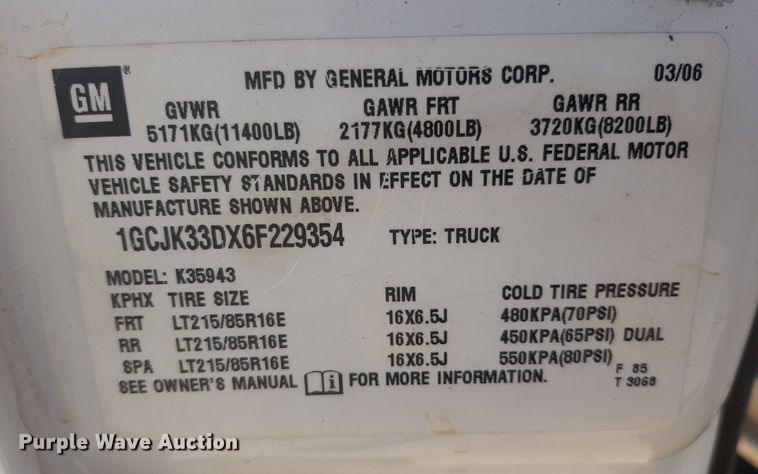 GM ® MFD BY GENERAL MOTORS CORP. 03/06
GVWR GAWR FRT GAWR RR
5171KG(11400LB) 2177KG(4800LB) 3720KG(8200LB)
THIS VEHICLE CONFORMS TO ALL APPLICABLE U.S. FEDERAL MOTOR
VEHICLE SAFETY STANDARDS IN EFFECT ON THE DATE OF
MANUFACTURE SHOWN ABOVE.
1GCJK33DX6F229354 TYPE: TRUCK
MODEL: K35943
KPHX TIRE SIZE RIM COLD TIRE PRESSURE
FRT LT215/85R16E 16X6.5J 480KPA(70PSI)
RR LT215/85R16E 16X6.5J 450KPA(65PSI) DUAL
SPA LT215/85R16E 16X6.5J 550KPA(80PSI)
SEE OWNER'S MANUAL i FOR MORE INFORMATION.
F 85
T 3068
Purple Wave Auction